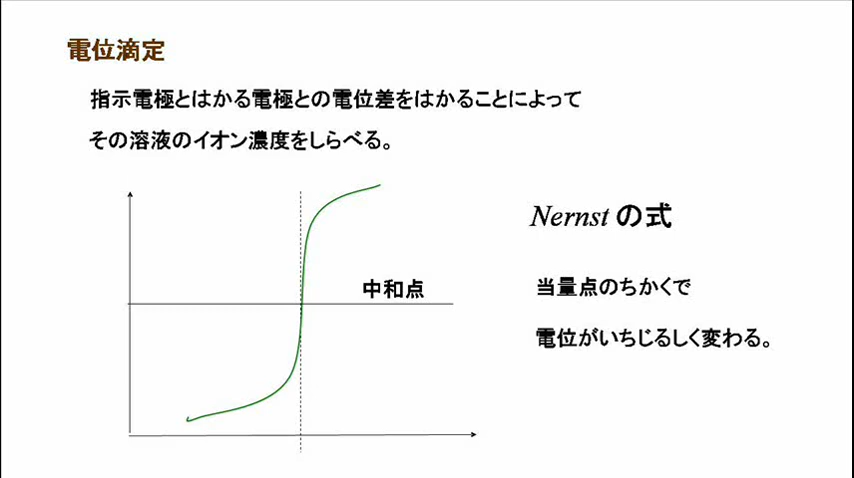 電位滴定
指示電極とはかる電極との電位差をはかることによって
その溶液のイオン濃度をしらべる。
Nernst の式
中和点
当量点のちかくで
電位がいちじるしく変わる。